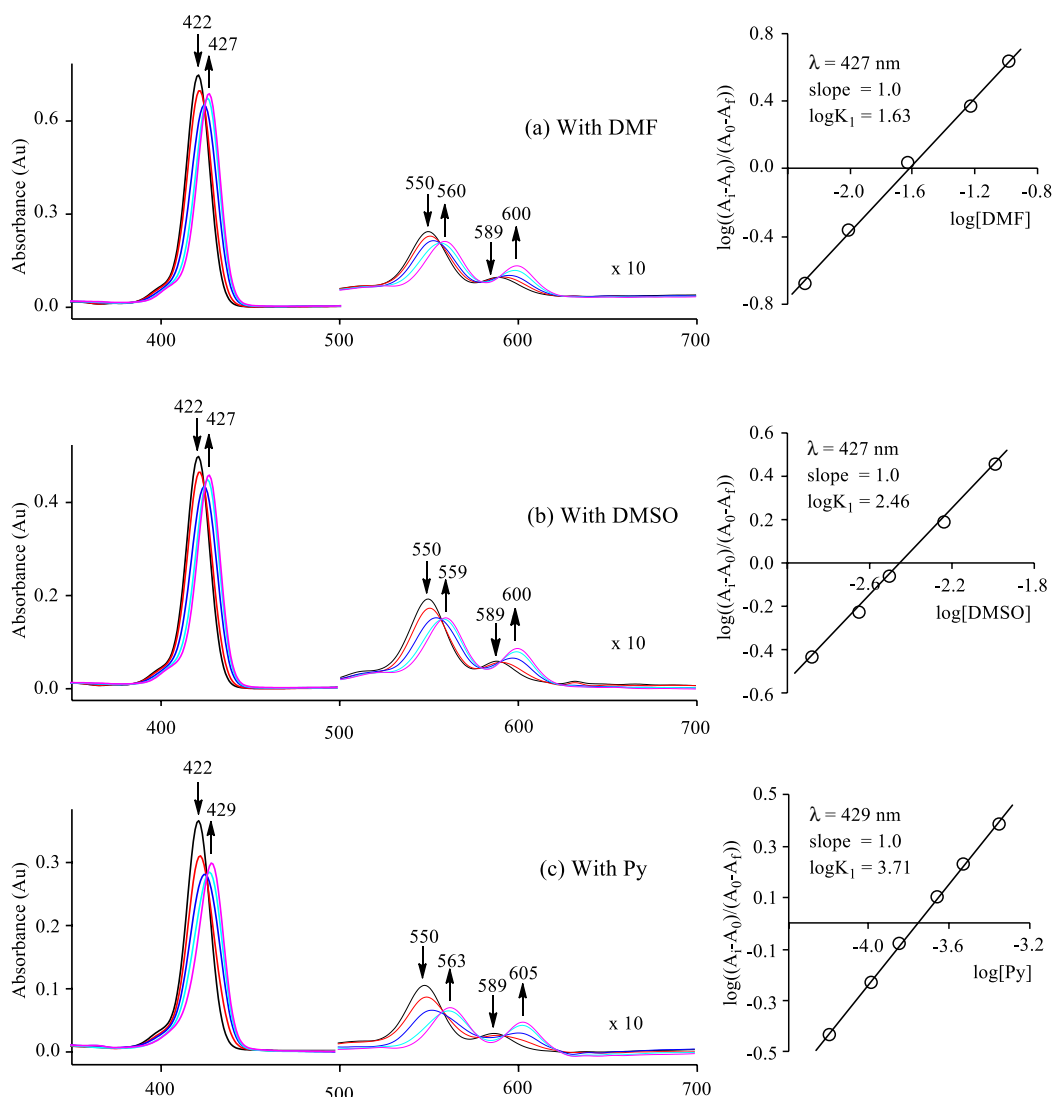 422
427
0.6
0.3
0.0
Absorbance (Au)
(a) With DMF
550
560
589
600
x 10
400
500
600
700
λ = 427 nm
slope = 1.0
logK1 = 1.63
0.8
0.4
0.0
-0.4
-0.8
-2.0
-1.6
-1.2
-0.8
log[DMF]
log((Ai-A0)/(A0-Af))
422
427
0.4
0.2
0.0
Absorbance (Au)
(b) With DMSO
550
559
589
600
x 10
400
500
600
700
λ = 427 nm
slope = 1.0
logK1 = 2.46
0.6
0.4
0.2
0.0
-0.2
-0.4
-0.6
-2.6
-2.2
-1.8
log[DMSO]
log((Ai-A0)/(A0-Af))
422
429
0.3
0.1
0.0
Absorbance (Au)
(c) With Py
550
563
589
605
x 10
400
500
600
700
λ = 429 nm
slope = 1.0
logK1 = 3.71
0.5
0.3
0.1
-0.1
-0.3
-0.5
-4.0
-3.6
-3.2
log[Py]
log((Ai-A0)/(A0-Af))